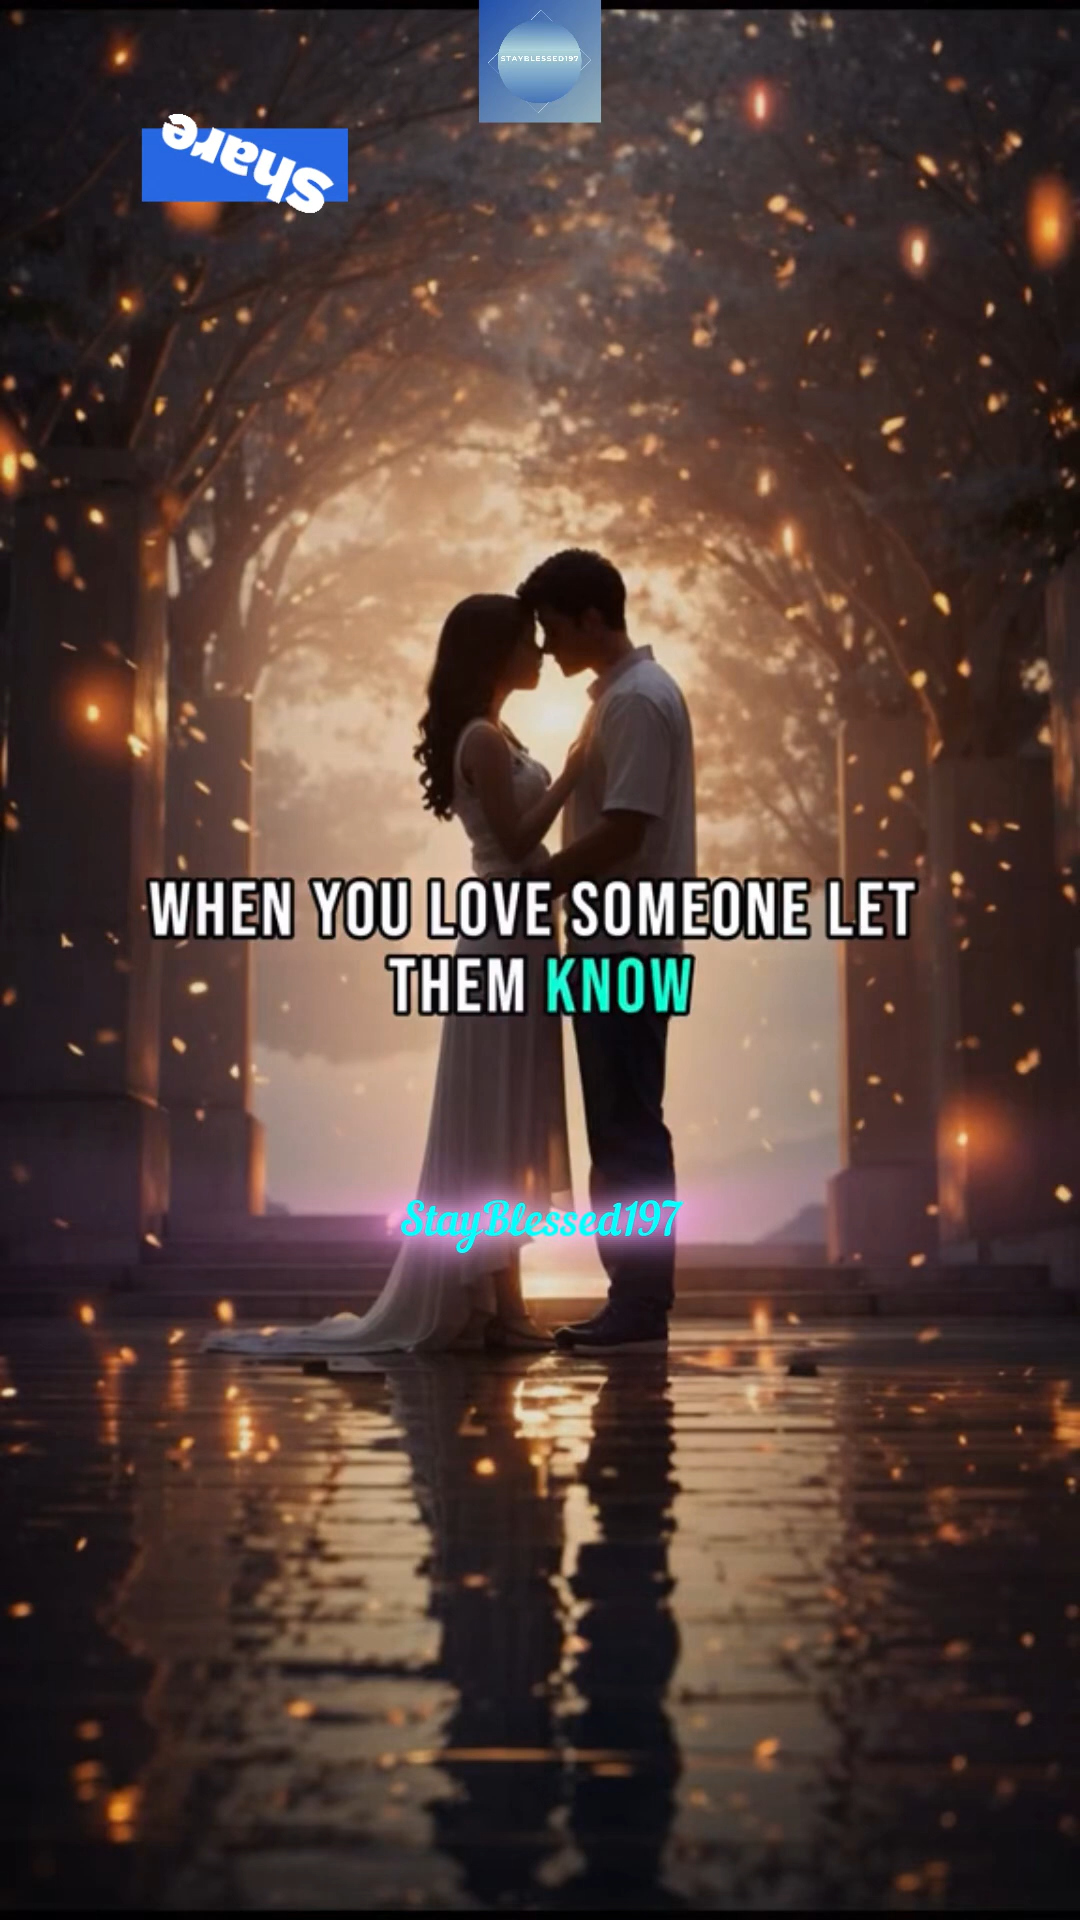 STAYBLESSED197
Share
WHEN YOU LOVE SOMEONE LET
THEM KNOW
StayBlessed197